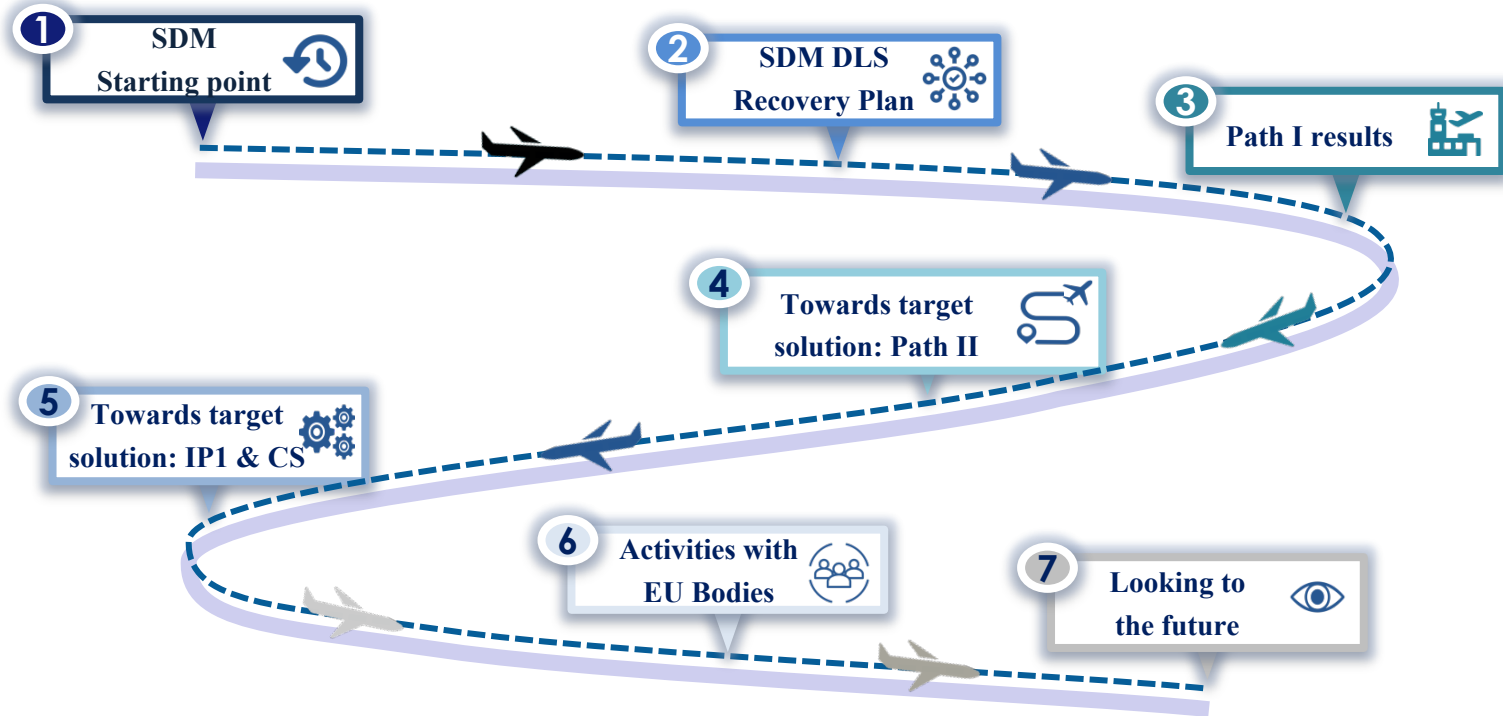 1
SDM
Starting point
2
SDM DLS
Recovery Plan
3
Path I results
4
Towards target
solution: Path II
5
Towards target
solution: IP1 & CS
6
Activities with
EU Bodies
7
Looking to
the future